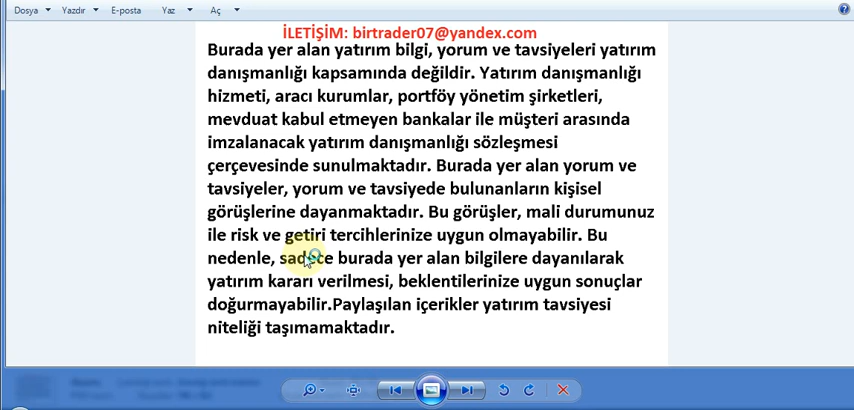 Dosya Yazdır E-posta Yaz Aç
İLETİŞİM: birtrader07@yandex.com
Burada yer alan yatırım bilgi, yorum ve tavsiyeleri yatırım
danışmanlığı kapsamında değildir. Yatırım danışmanlığı
hizmeti, aracı kurumlar, portföy yönetim şirketleri,
mevduat kabul etmeyen bankalar ile müşteri arasında
imzalanacak yatırım danışmanlığı sözleşmesi
çerçevesinde sunulmaktadır. Burada yer alan yorum ve
tavsiyeler, yorum ve tavsiyede bulunanların kişisel
görüşlerine dayanmaktadır. Bu görüşler, mali durumunuz
ile risk ve getiri tercihlerinize uygun olmayabilir. Bu
nedenle, sadece burada yer alan bilgilere dayanılarak
yatırım kararı verilmesi, beklentilerinize uygun sonuçlar
doğurmayabilir.Paylaşılan içerikler yatırım tavsiyesi
niteliği taşımamaktadır.